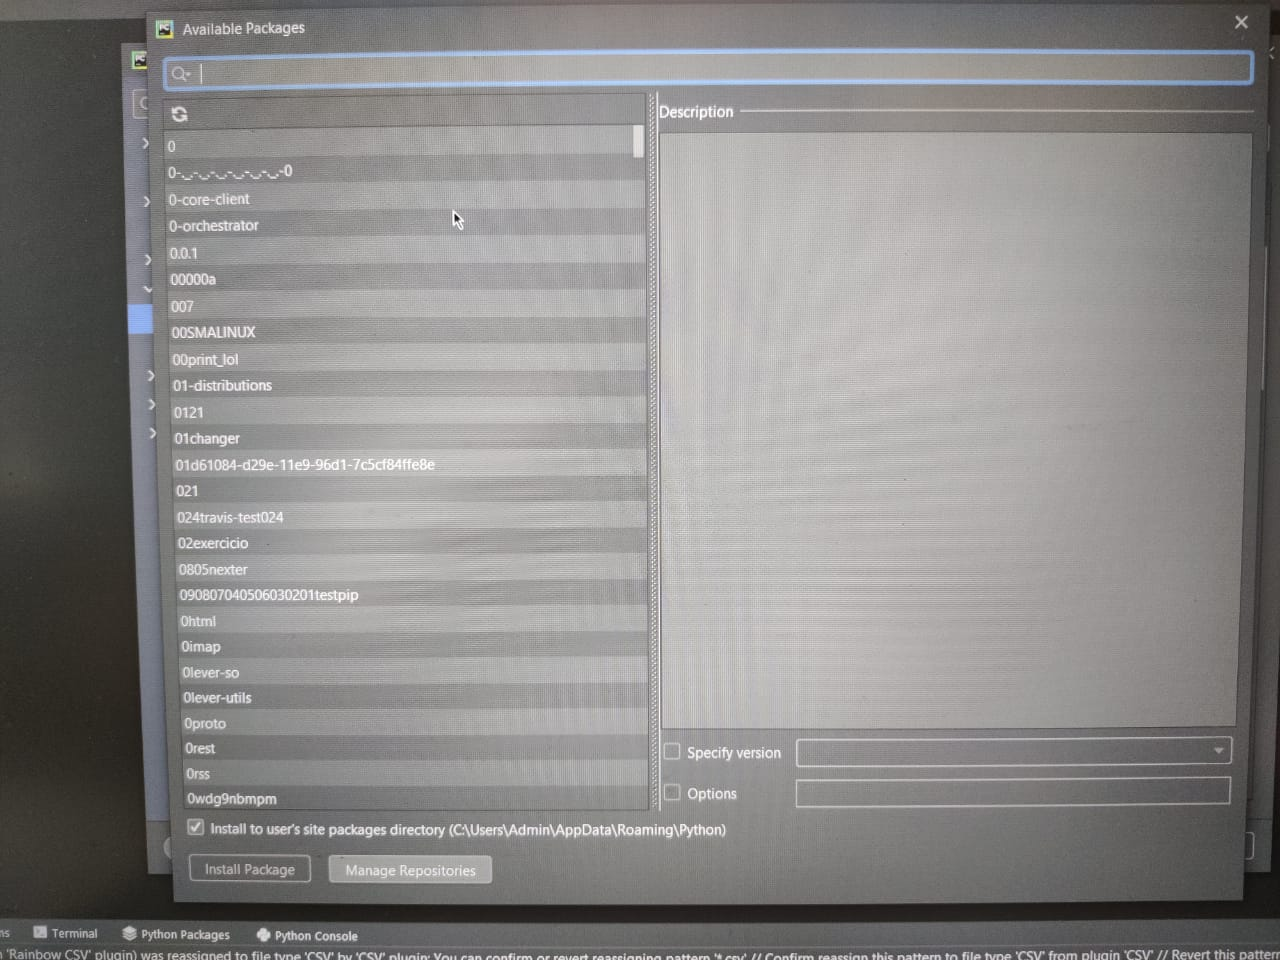 Available Packages
Description
0
0-._.-._.-._.-._.-._.-._.-0
0-core-client
0-orchestrator
0.0.1
00000a
007
00SMALINUX
00print_lol
01-distributions
0121
01changer
01d61084-d29e-11e9-96d1-7c5cf84ffe8e
021
024travis-test024
02exercicio
0805nexter
090807040506030201testpip
0html
0imap
0lever-so
0lever-utils
0proto
0rest
0rss
0wdg9nbmpm
Specify version
Options
Install to user's site packages directory (C:\Users\Admin\AppData\Roaming\Python)
Install Package
Manage Repositories
Terminal
Python Packages
Python Console
'Rainbow CSV' plugin) was reassigned to file type 'CSV' by 'CSV' plugin: You can confirm or revert reassigning pattern '*.csv' // Confirm reassign this pattern to file type 'CSV' from plugin 'CSV' // Revert this pattern